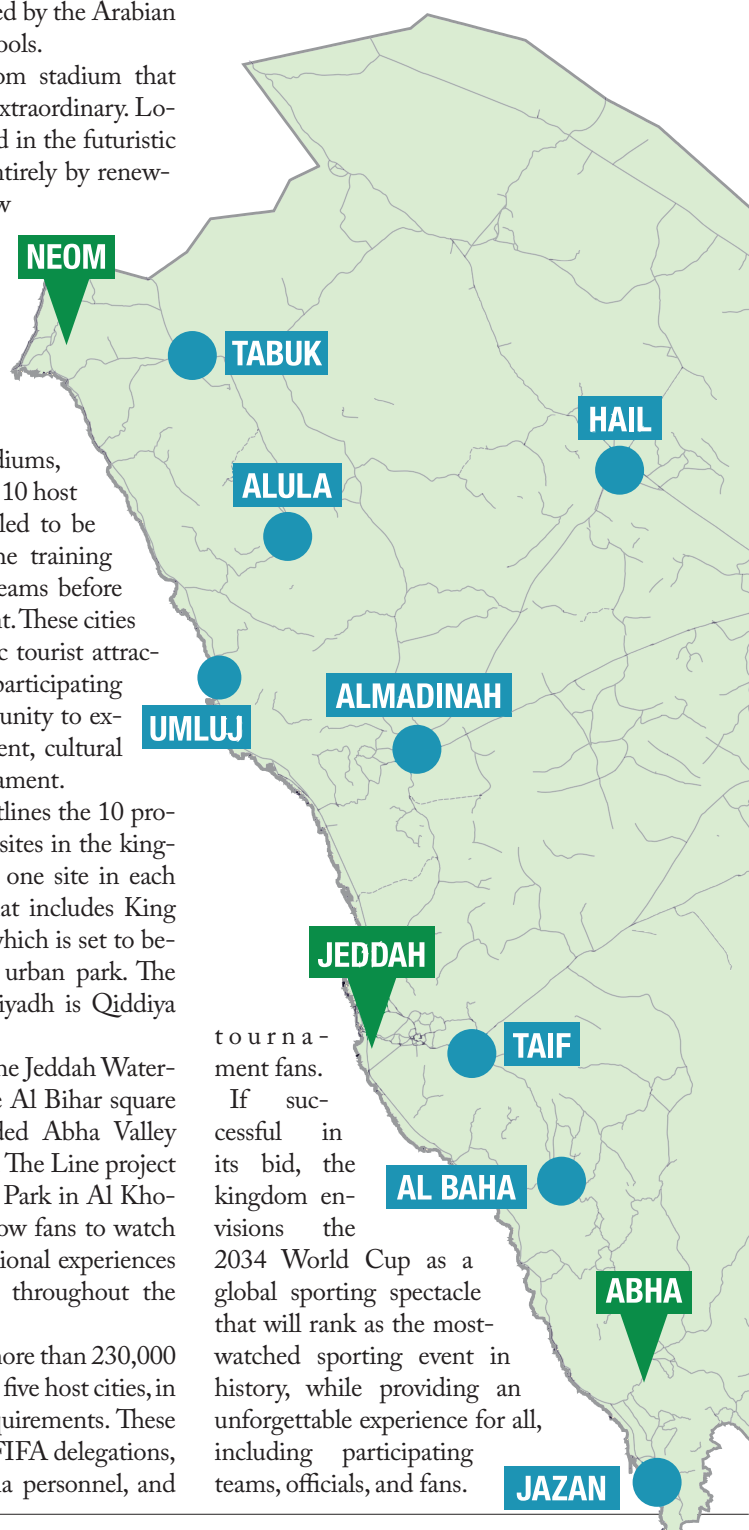 ed by the Arabian
ools.
om stadium that
xtraordinary. Lo-
d in the futuristic
ntirely by renew-
w
NEOM
TABUK
HAIL
ALULA
diums,
10 host
led to be
ne training
eams before
nt. These cities
c tourist attrac-
participating
unity to ex-
ent, cultural
ament.
UMLUJ
ALMADINAH
tlines the 10 pro-
sites in the king-
one site in each
at includes King
which is set to be-
urban park. The
iyadh is Qiddiya
JEDDAH
TAIF
he Jeddah Water-
e Al Bihar square
ded Abha Valley
The Line project
Park in Al Kho-
ow fans to watch
ional experiences
throughout the
more than 230,000
five host cities, in
quirements. These
FIFA delegations,
ia personnel, and
tourna-
ment fans.
If suc-
cessful in
its bid, the
kingdom en-
visions the
2034 World Cup as a
global sporting spectacle
that will rank as the most-
watched sporting event in
history, while providing an
unforgettable experience for all,
including participating
teams, officials, and fans.
AL BAHA
ABHA
JAZAN